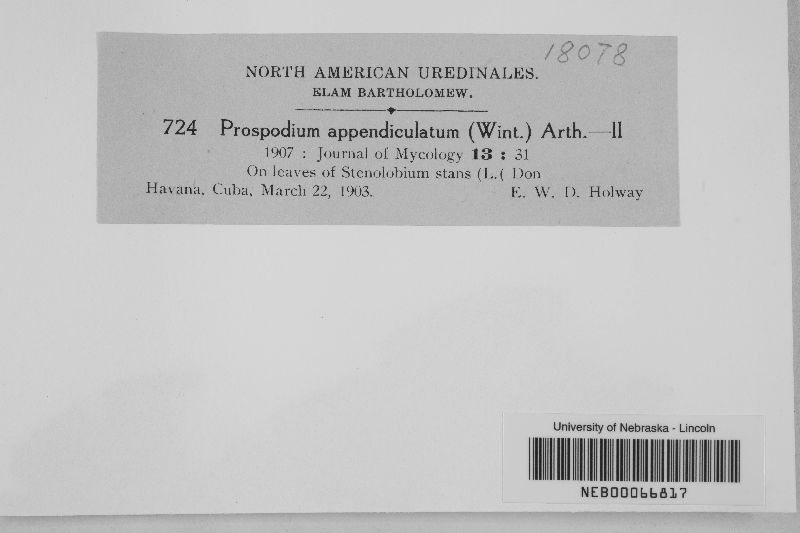 18078
NORTH AMERICAN UREDINALES.
ELAM BARTHOLOMEW.
724 Prospodium appendiculatum (Wint.) Arth.—II
1907 : Journal of Mycology 13 : 31
On leaves of Stenolobium stans (L.( Don
Havana, Cuba, March 22, 1903. E. W. D. Holway
University of Nebraska - Lincoln
NEB00066817